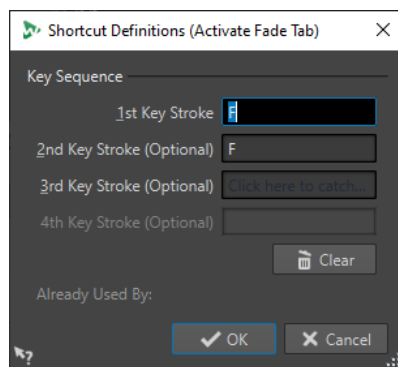 Shortcut Definitions (Activate Fade Tab)
Key Sequence
1st Key Stroke F
2nd Key Stroke (Optional) F
3rd Key Stroke (Optional) Click here to catch...
4th Key Stroke (Optional)
Clear
Already Used By:
OK Cancel